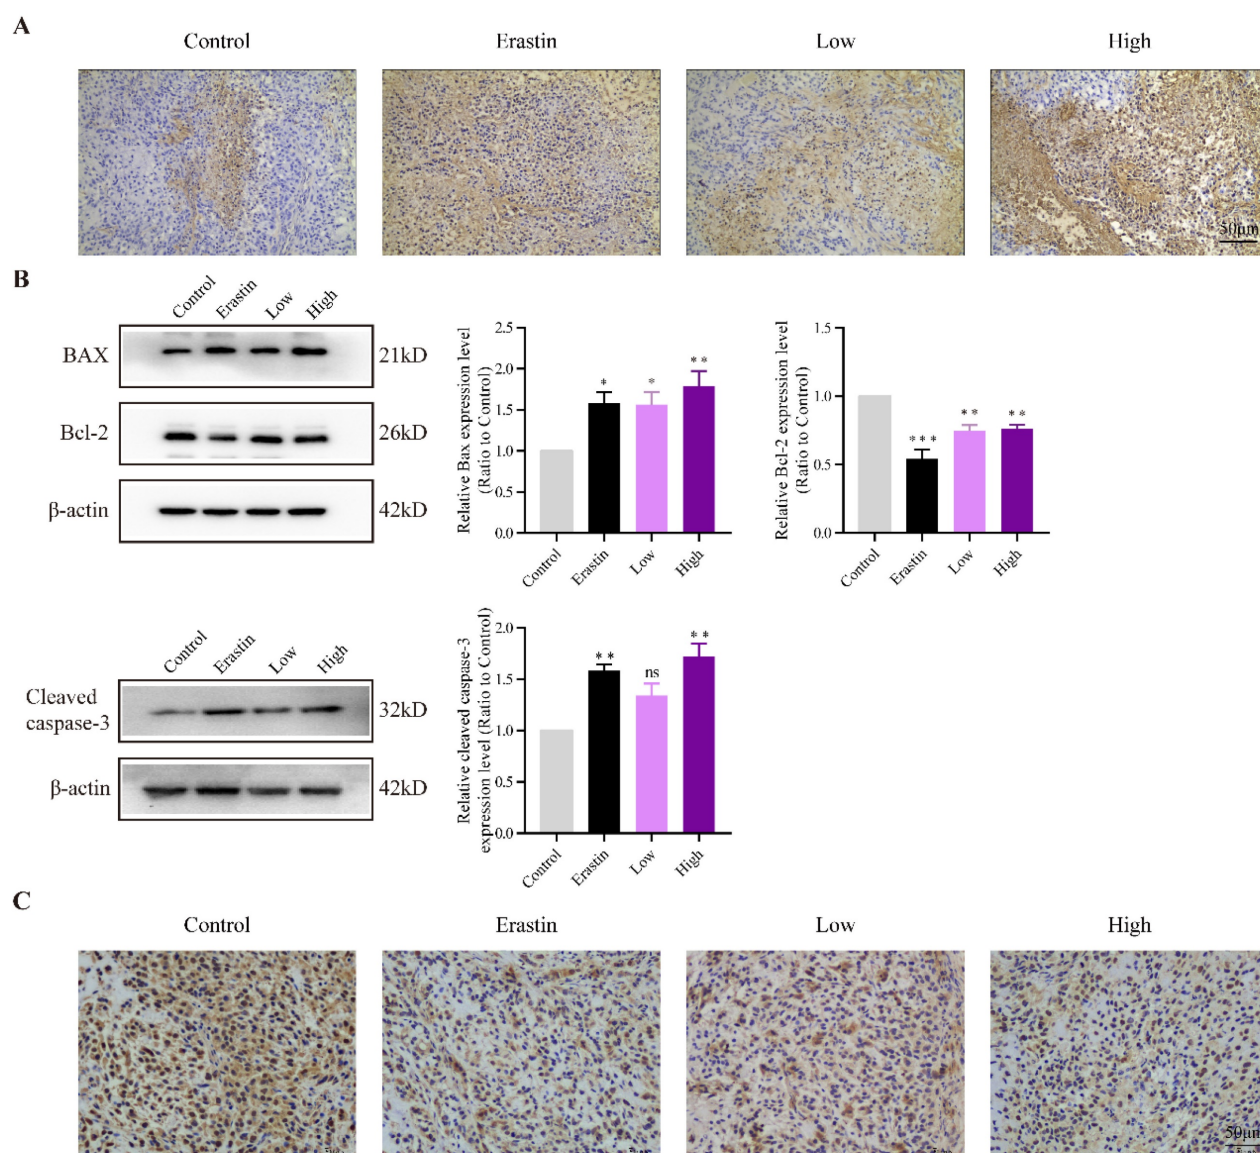 A
Control Erastin Low High
50μm
B
Control Erastin Low High
BAX 21kD
Bcl-2 26kD
β-actin 42kD
Relative Bax expression level
(Ratio to Control)
2.5
2.0
1.5
1.0
0.5
0.0
* * **
Control Erastin Low High
Relative Bcl-2 expression level
(Ratio to Control)
1.5
1.0
0.5
0.0
*** ** **
Control Erastin Low High
Control Erastin Low High
Cleaved
caspase-3 32kD
β-actin 42kD
Relative cleaved caspase-3
expression level (Ratio to Control)
2.0
1.5
1.0
0.5
0.0
** ns **
Control Erastin Low High
C
Control Erastin Low High
50μm